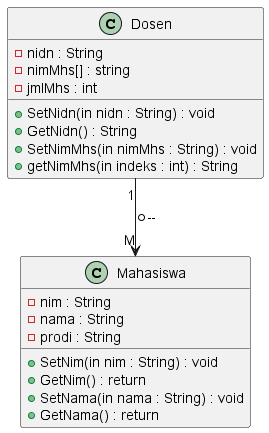 C Dosen
nidn : String
nimMhs[] : string
jmlMhs : int
SetNidn(in nidn : String) : void
GetNidn() : String
SetNimMhs(in nimMhs : String) : void
getNimMhs(in indeks : int) : String
1
o--
M
C Mahasiswa
nim : String
nama : String
prodi : String
SetNim(in nim : String) : void
GetNim() : return
SetNama(in nama : String) : void
GetNama() : return